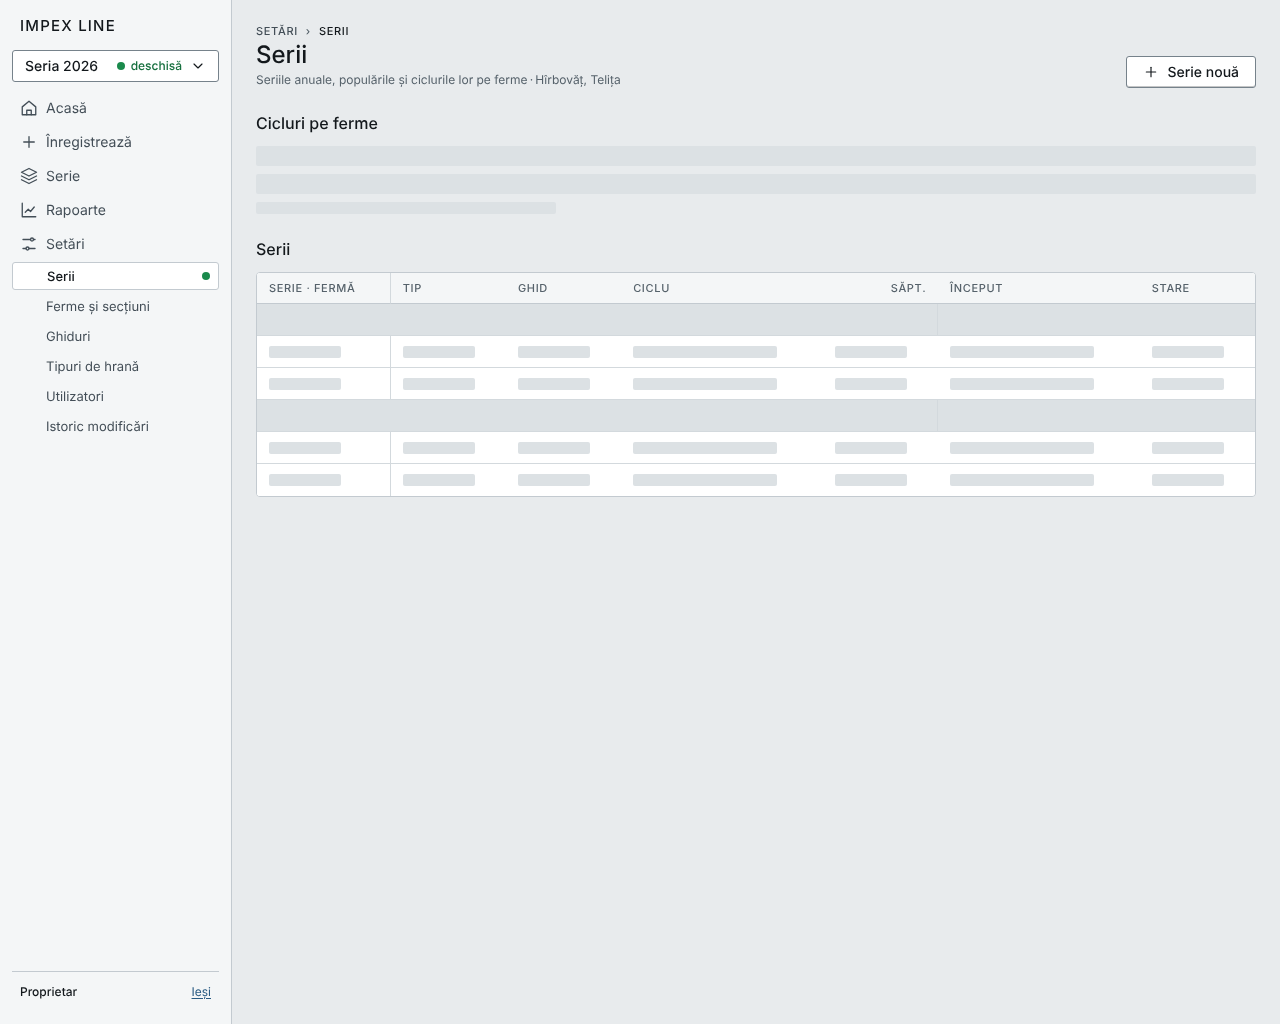 IMPEX LINE
Seria 2026 deschisă
Acasă
Înregistrează
Serie
Rapoarte
Setări
Serii
Ferme și secțiuni
Ghiduri
Tipuri de hrană
Utilizatori
Istoric modificări
Proprietar Ieși
SETĂRI › SERII
Serii
Seriile anuale, populările și ciclurile lor pe ferme · Hîrbovăț, Telița
Serie nouă
Cicluri pe ferme
Serii
SERIE · FERMĂ TIP GHID CICLU SĂPT. ÎNCEPUT STARE